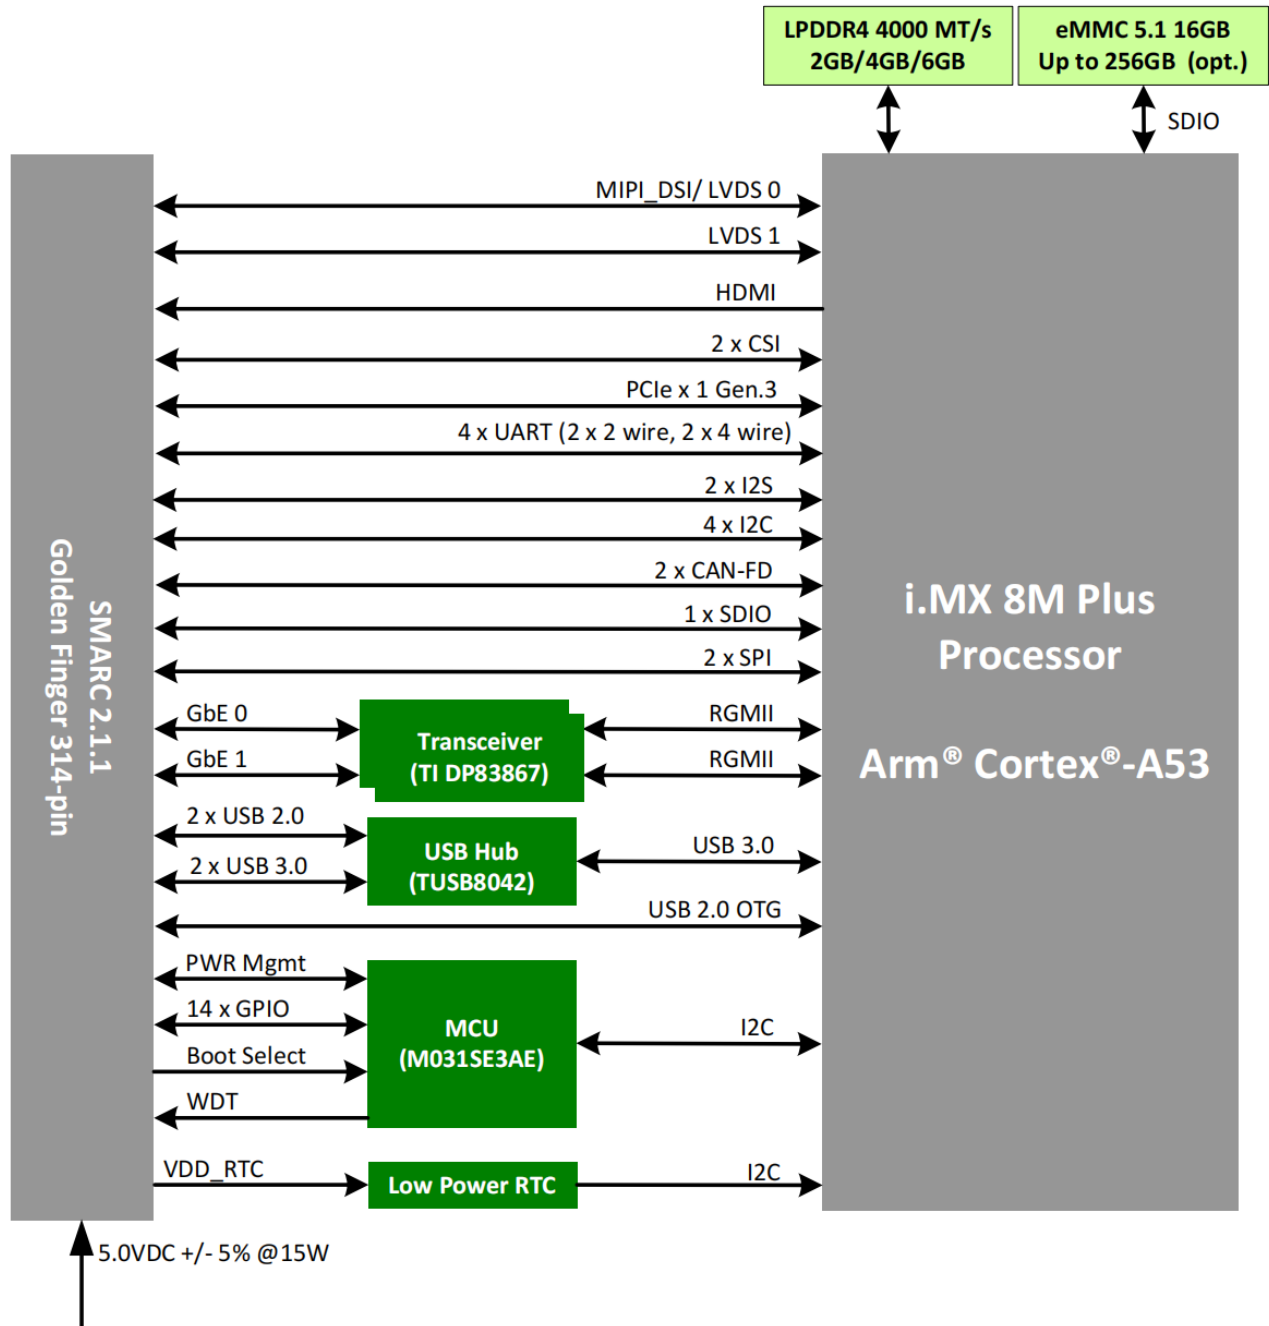 LPDDR4 4000 MT/s
2GB/4GB/6GB
eMMC 5.1 16GB
Up to 256GB (opt.)
SDIO
MIPI_DSI/ LVDS 0
LVDS 1
HDMI
2 x CSI
PCIe x 1 Gen.3
4 x UART (2 x 2 wire, 2 x 4 wire)
2 x I2S
4 x I2C
2 x CAN-FD
1 x SDIO
2 x SPI
SMARC 2.1.1
Golden Finger 314-pin
i.MX 8M Plus
Processor
Arm® Cortex®-A53
GbE 0
GbE 1
Transceiver
(TI DP83867)
RGMII
RGMII
2 x USB 2.0
2 x USB 3.0
USB Hub
(TUSB8042)
USB 3.0
USB 2.0 OTG
PWR Mgmt
14 x GPIO
Boot Select
WDT
MCU
(M031SE3AE)
I2C
VDD_RTC
Low Power RTC
I2C
5.0VDC +/- 5% @15W